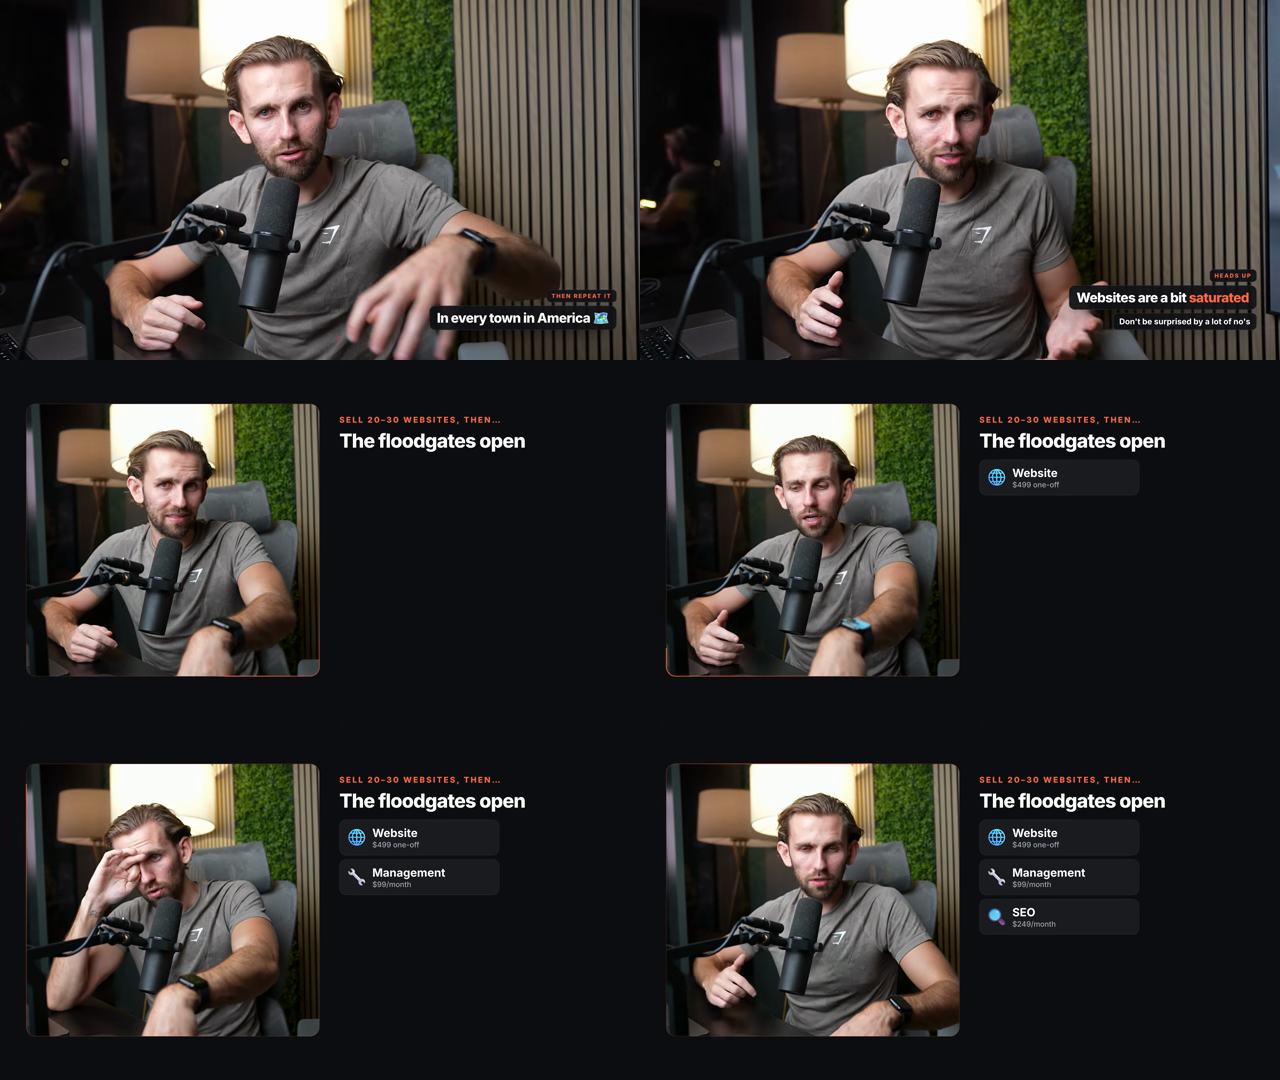 THEN REPEAT IT
In every town in America
HEADS UP
Websites are a bit saturated
Don't be surprised by a lot of no's
SELL 20–30 WEBSITES, THEN...
The floodgates open
SELL 20–30 WEBSITES, THEN...
The floodgates open
Website
$499 one-off
SELL 20–30 WEBSITES, THEN...
The floodgates open
Website
$499 one-off
Management
$99/month
SELL 20–30 WEBSITES, THEN...
The floodgates open
Website
$499 one-off
Management
$99/month
SEO
$249/month